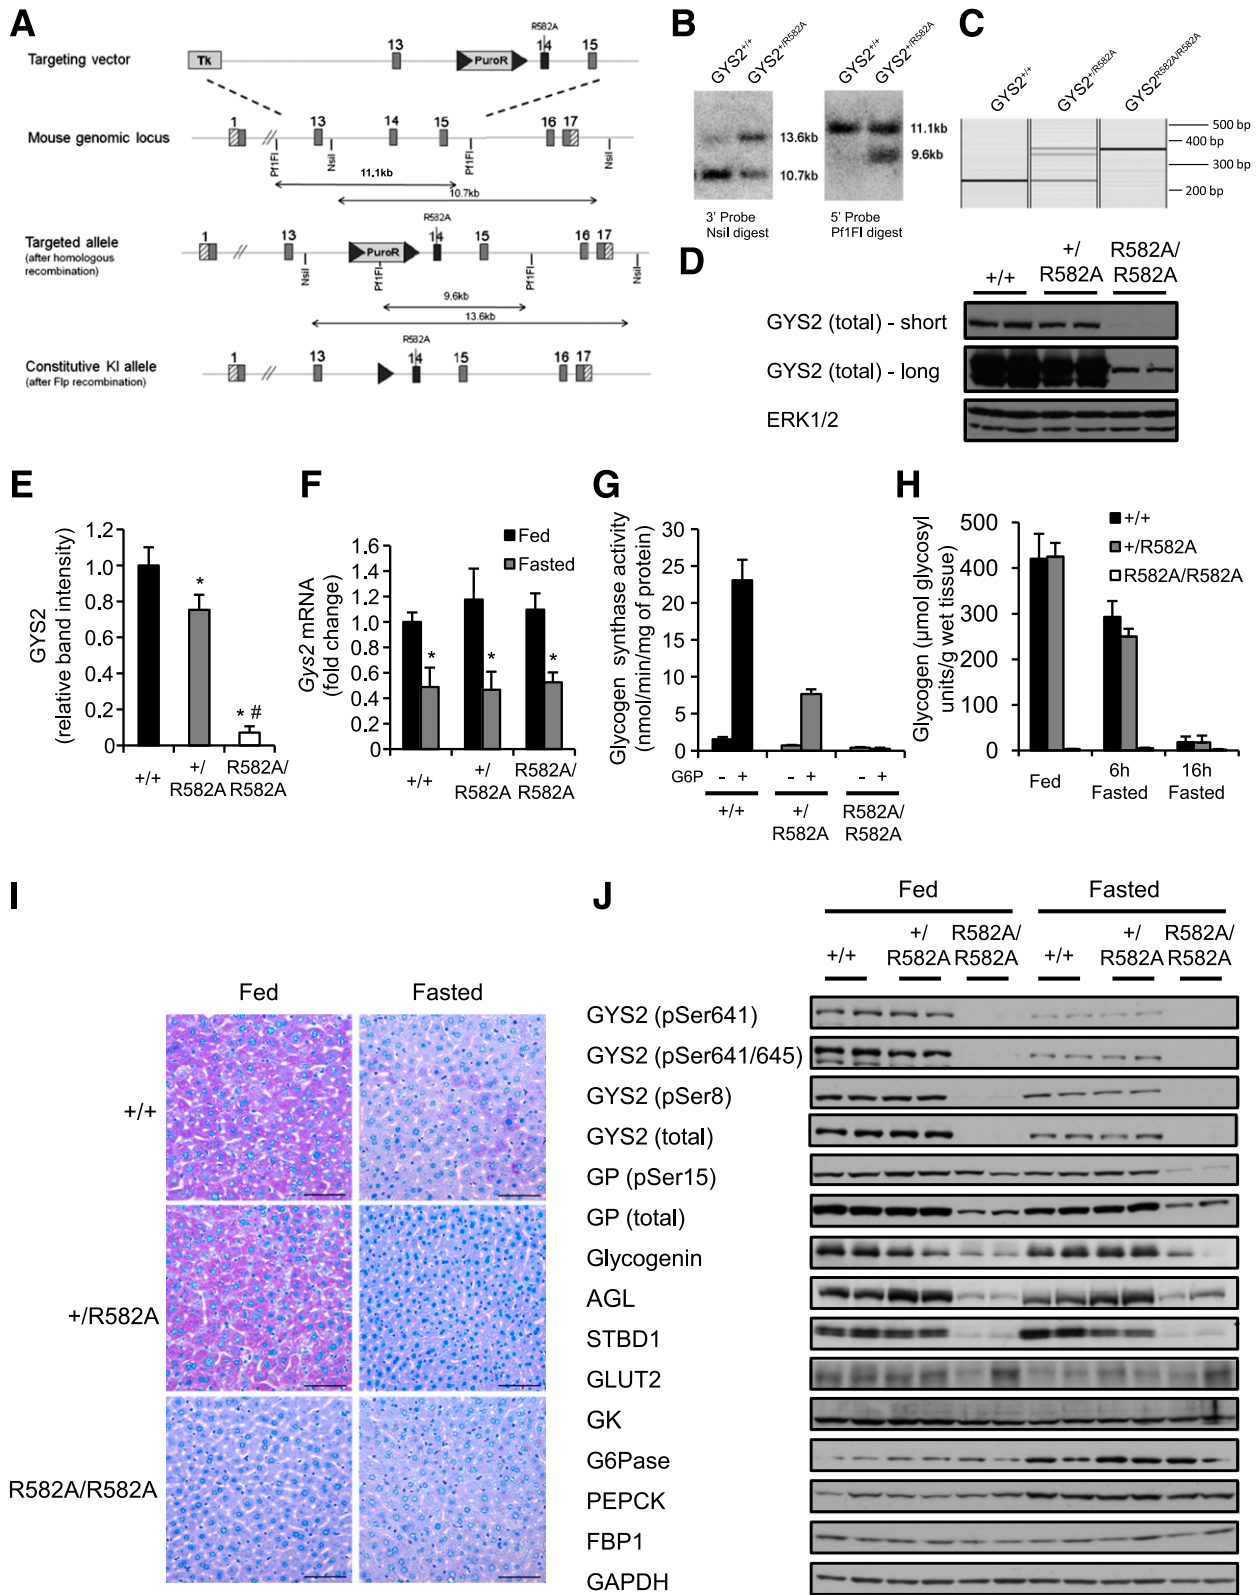 A
Targeting vector
Tk
13
PuroR
R582A
14
15
Mouse genomic locus
1
13
14
15
16
17
Pf1FI
NsiI
Pf1FI
NsiI
11.1kb
10.7kb
Targeted allele
(after homologous
recombination)
1
13
PuroR
R582A
14
15
16
17
NsiI
Pf1FI
Pf1FI
NsiI
9.6kb
13.6kb
Constitutive KI allele
(after Flp recombination)
1
13
R582A
14
15
16
17
B
GYS2+/+
GYS2+/R582A
GYS2+/+
GYS2+/R582A
13.6kb
10.7kb
11.1kb
9.6kb
3' Probe
NsiI digest
5' Probe
Pf1FI digest
C
GYS2+/+
GYS2+/R582A
GYS2R582A/R582A
500 bp
400 bp
300 bp
200 bp
D
+/+
+/
R582A
R582A/
R582A
GYS2 (total) - short
GYS2 (total) - long
ERK1/2
E
GYS2
(relative band intensity)
1.2
1.0
0.8
0.6
0.4
0.2
0
*
* #
+/+
+/
R582A
R582A/
R582A
F
Gys2 mRNA
(fold change)
1.6
1.4
1.2
1.0
0.8
0.6
0.4
0.2
0
Fed
Fasted
*
*
*
+/+
+/
R582A
R582A/
R582A
G
Glycogen synthase activity
(nmol/min/mg of protein)
30
25
20
15
10
5
0
G6P
- + - + - +
+/+
+/
R582A
R582A/
R582A
H
Glycogen (µmol glycosyl
units/g wet tissue)
500
400
300
200
100
0
+/+
+/R582A
R582A/R582A
Fed
6h
Fasted
16h
Fasted
I
Fed
Fasted
+/+
+/R582A
R582A/R582A
J
Fed
Fasted
+/+
+/
R582A
R582A/
R582A
+/+
+/
R582A
R582A/
R582A
GYS2 (pSer641)
GYS2 (pSer641/645)
GYS2 (pSer8)
GYS2 (total)
GP (pSer15)
GP (total)
Glycogenin
AGL
STBD1
GLUT2
GK
G6Pase
PEPCK
FBP1
GAPDH